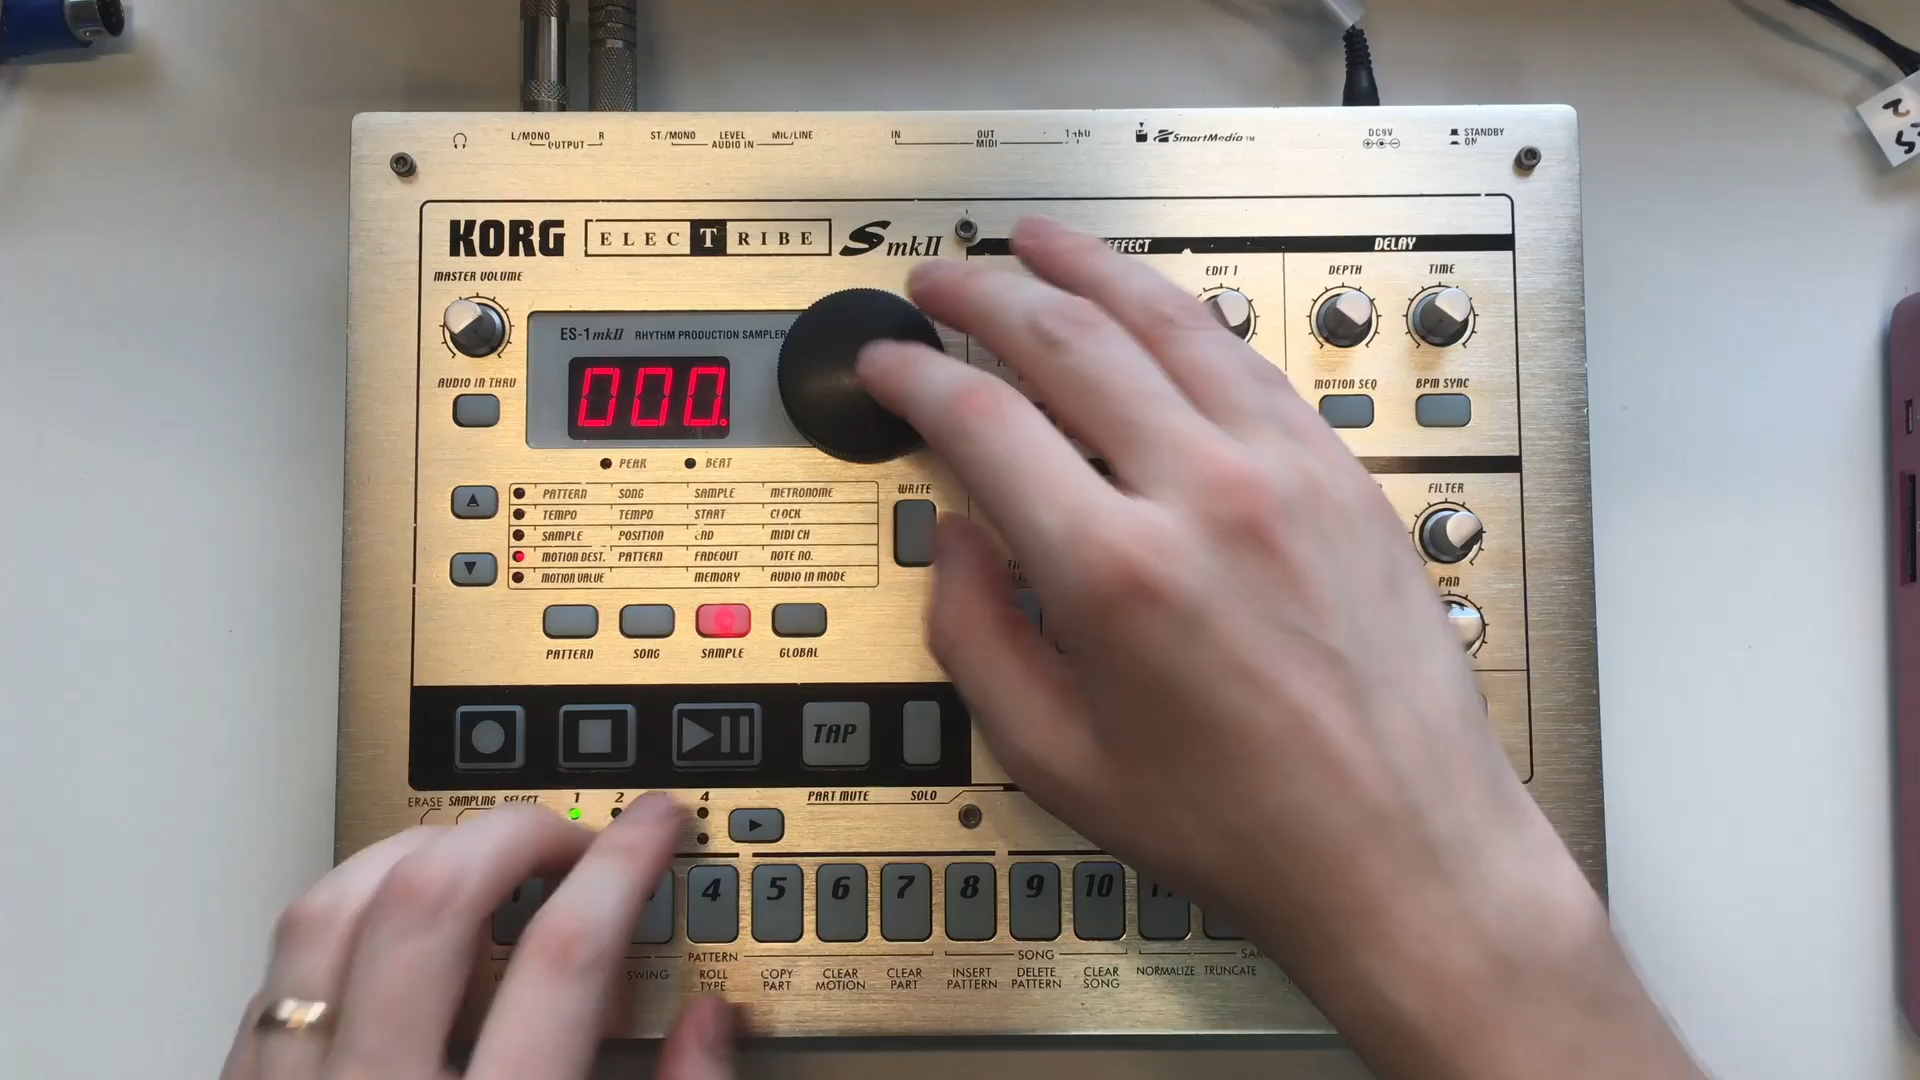 L/MONO R
OUTPUT
ST./MONO LEVEL MIC/LINE
AUDIO IN
IN OUT
MIDI
SmartMedia™
DC9V
STANDBY
ON
KORG ELECTRIBE S mkII
EFFECT
DELAY
MASTER VOLUME
EDIT 1
DEPTH
TIME
ES-1 mkII RHYTHM PRODUCTION SAMPLER
000.
AUDIO IN THRU
MOTION SEQ
BPM SYNC
PEAK
BEAT
WRITE
FILTER
PATTERN SONG SAMPLE METRONOME
TEMPO TEMPO START CLOCK
SAMPLE POSITION END MIDI CH
MOTION DEST. PATTERN FADEOUT NOTE NO.
MOTION VALUE MEMORY AUDIO IN MODE
PAN
PATTERN SONG SAMPLE GLOBAL
TAP
ERASE SAMPLING SELECT 1 2 4
PART MUTE SOLO
4 5 6 7 8 9 10
PATTERN
SONG
SWING
ROLL TYPE
COPY PART
CLEAR MOTION
CLEAR PART
INSERT PATTERN
DELETE PATTERN
CLEAR SONG
NORMALIZE
TRUNCATE